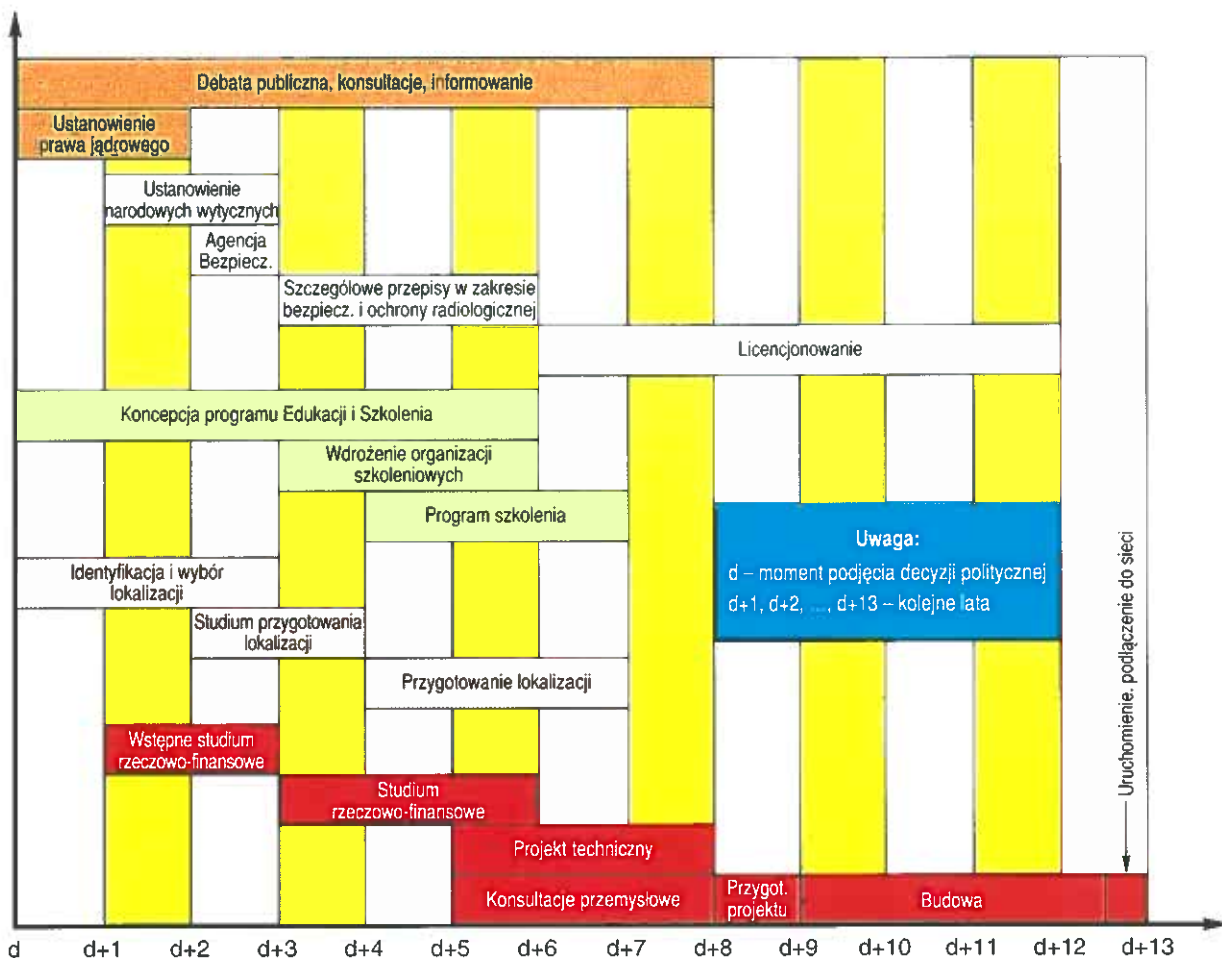 Debata publiczna, konsultacje, informowanie
Ustanowienie
prawa jądrowego
Ustanowienie
narodowych wytycznych
Agencja
Bezpiecz.
Szczegółowe przepisy w zakresie
bezpiecz. i ochrony radiologicznej
Licencjonowanie
Koncepcja programu Edukacji i Szkolenia
Wdrożenie organizacji
szkoleniowych
Program szkolenia
Uwaga:
d – moment podjęcia decyzji politycznej
d+1, d+2, ..., d+13 – kolejne lata
Identyfikacja i wybór
lokalizacji
Studium przygotowania
lokalizacji
Przygotowanie lokalizacji
Wstępne studium
rzeczowo-finansowe
Studium
rzeczowo-finansowe
Projekt techniczny
Konsultacje przemysłowe
Przygot.
projektu
Budowa
Uruchomienie. podłączenie do sieci
d d+1 d+2 d+3 d+4 d+5 d+6 d+7 d+8 d+9 d+10 d+11 d+12 d+13